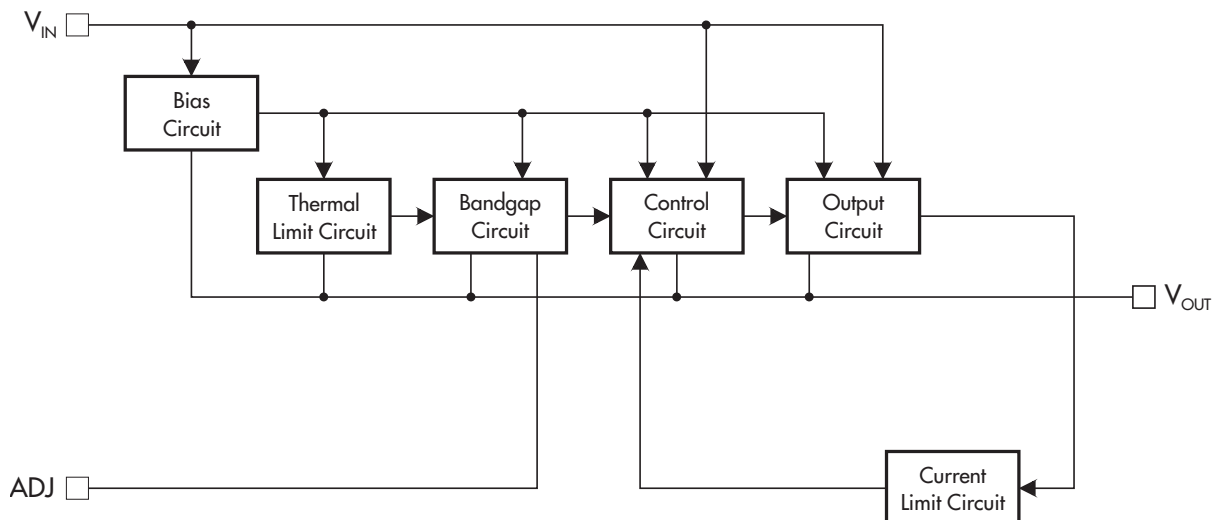 VIN
Bias
Circuit
Thermal
Limit Circuit
Bandgap
Circuit
Control
Circuit
Output
Circuit
VOUT
ADJ
Current
Limit Circuit